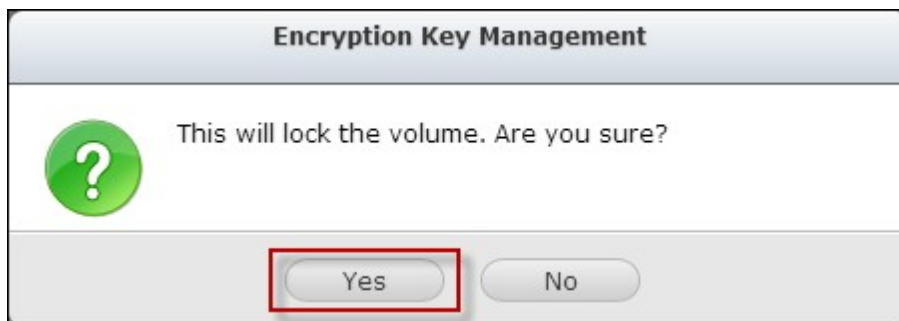 Encryption Key Management
This will lock the volume. Are you sure?
?
Yes
No